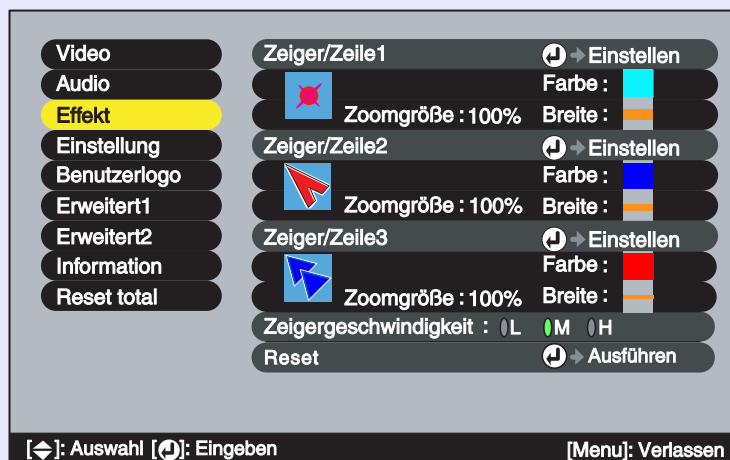 Video
Audio
Effekt
Einstellung
Benutzerlogo
Erweitert1
Erweitert2
Information
Reset total
Zeiger/Zeile1 Einstellen
Farbe :
Zoomgröße : 100% Breite :
Zeiger/Zeile2 Einstellen
Farbe :
Zoomgröße : 100% Breite :
Zeiger/Zeile3 Einstellen
Farbe :
Zoomgröße : 100% Breite :
Zeigergeschwindigkeit : L M H
Reset Ausführen
[ ]: Auswahl [ ]: Eingeben [Menu]: Verlassen